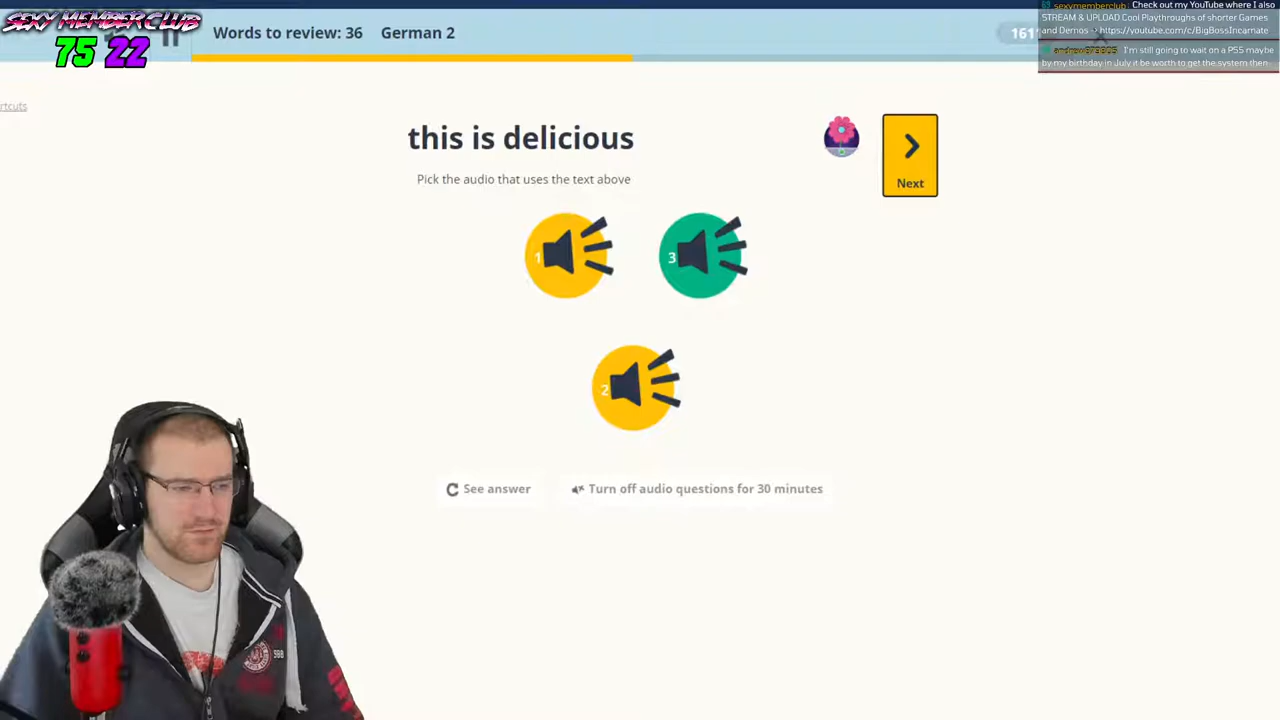 SEXY MEMBER CLUB
75 22
Words to review: 36 German 2
161
sexymemberclub: Check out my YouTube where I also
STREAM & UPLOAD Cool Playthroughs of shorter Games
and Demos -> https://youtube.com/c/BigBossIncarnate
I'm still going to wait on a PS5 maybe
by my birthday in July it be worth to get the system then
rtcuts
this is delicious
Pick the audio that uses the text above
Next
1
3
2
See answer
Turn off audio questions for 30 minutes